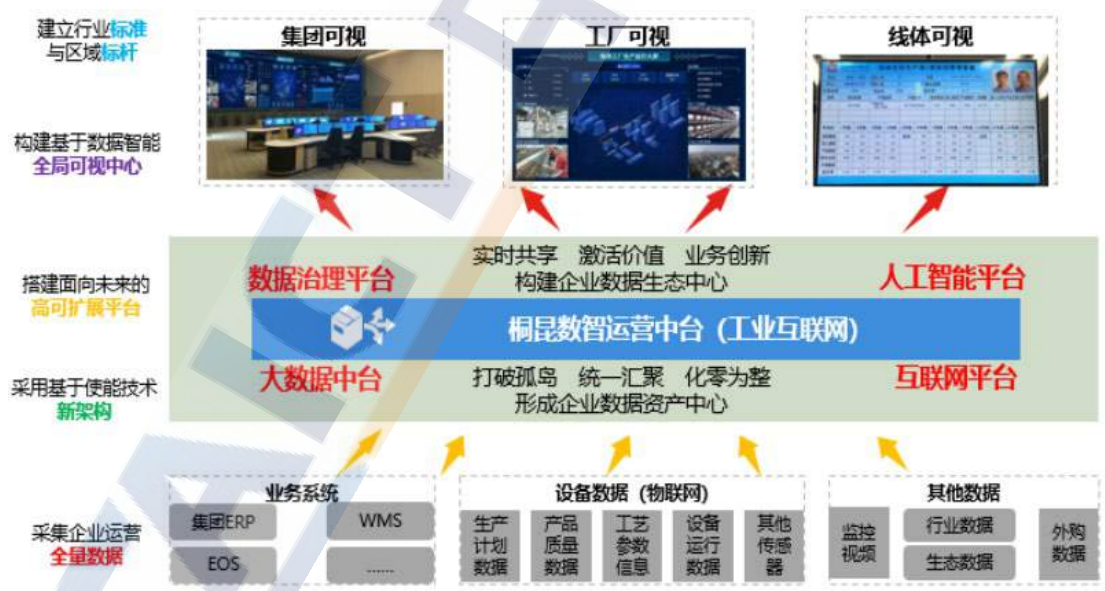 建立行业标准
与区域标杆
集团可视
工厂可视
线体可视
构建基于数据智能
全局可视中心
搭建面向未来的
高可扩展平台
数据治理平台
实时共享 激活价值 业务创新
构建企业数据生态中心
人工智能平台
桐昆数智运营中台（工业互联网）
采用基于使能技术
新架构
大数据中台
打破孤岛 统一汇聚 化零为整
形成企业数据资产中心
互联网平台
采集企业运营
全量数据
业务系统
集团ERP
WMS
EOS
......
设备数据（物联网）
生产
计划
数据
产品
质量
数据
工艺
参数
信息
设备
运行
数据
其他
传感
器
其他数据
监控
视频
行业数据
生态数据
外购
数据